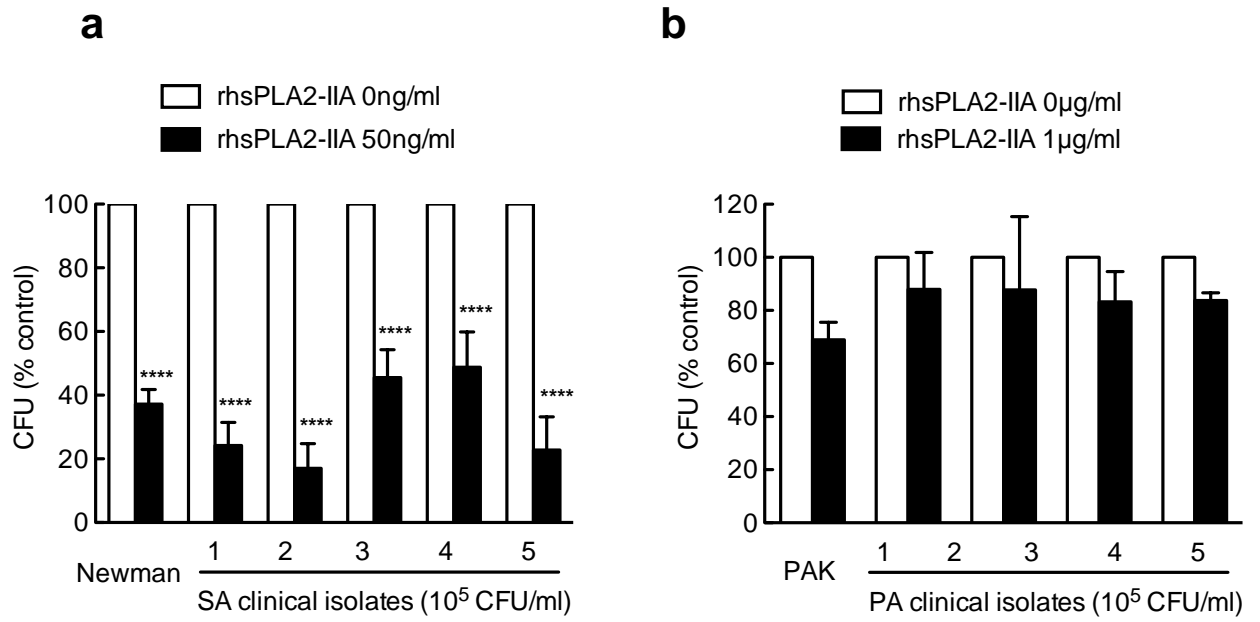 a
rhsPLA2-IIA 0ng/ml
rhsPLA2-IIA 50ng/ml
CFU (% control)
100
80
60
40
20
0
**** **** **** **** **** ****
Newman
1 2 3 4 5
SA clinical isolates (10⁵ CFU/ml)
b
rhsPLA2-IIA 0µg/ml
rhsPLA2-IIA 1µg/ml
CFU (% control)
120
100
80
60
40
20
0
PAK
1 2 3 4 5
PA clinical isolates (10⁵ CFU/ml)